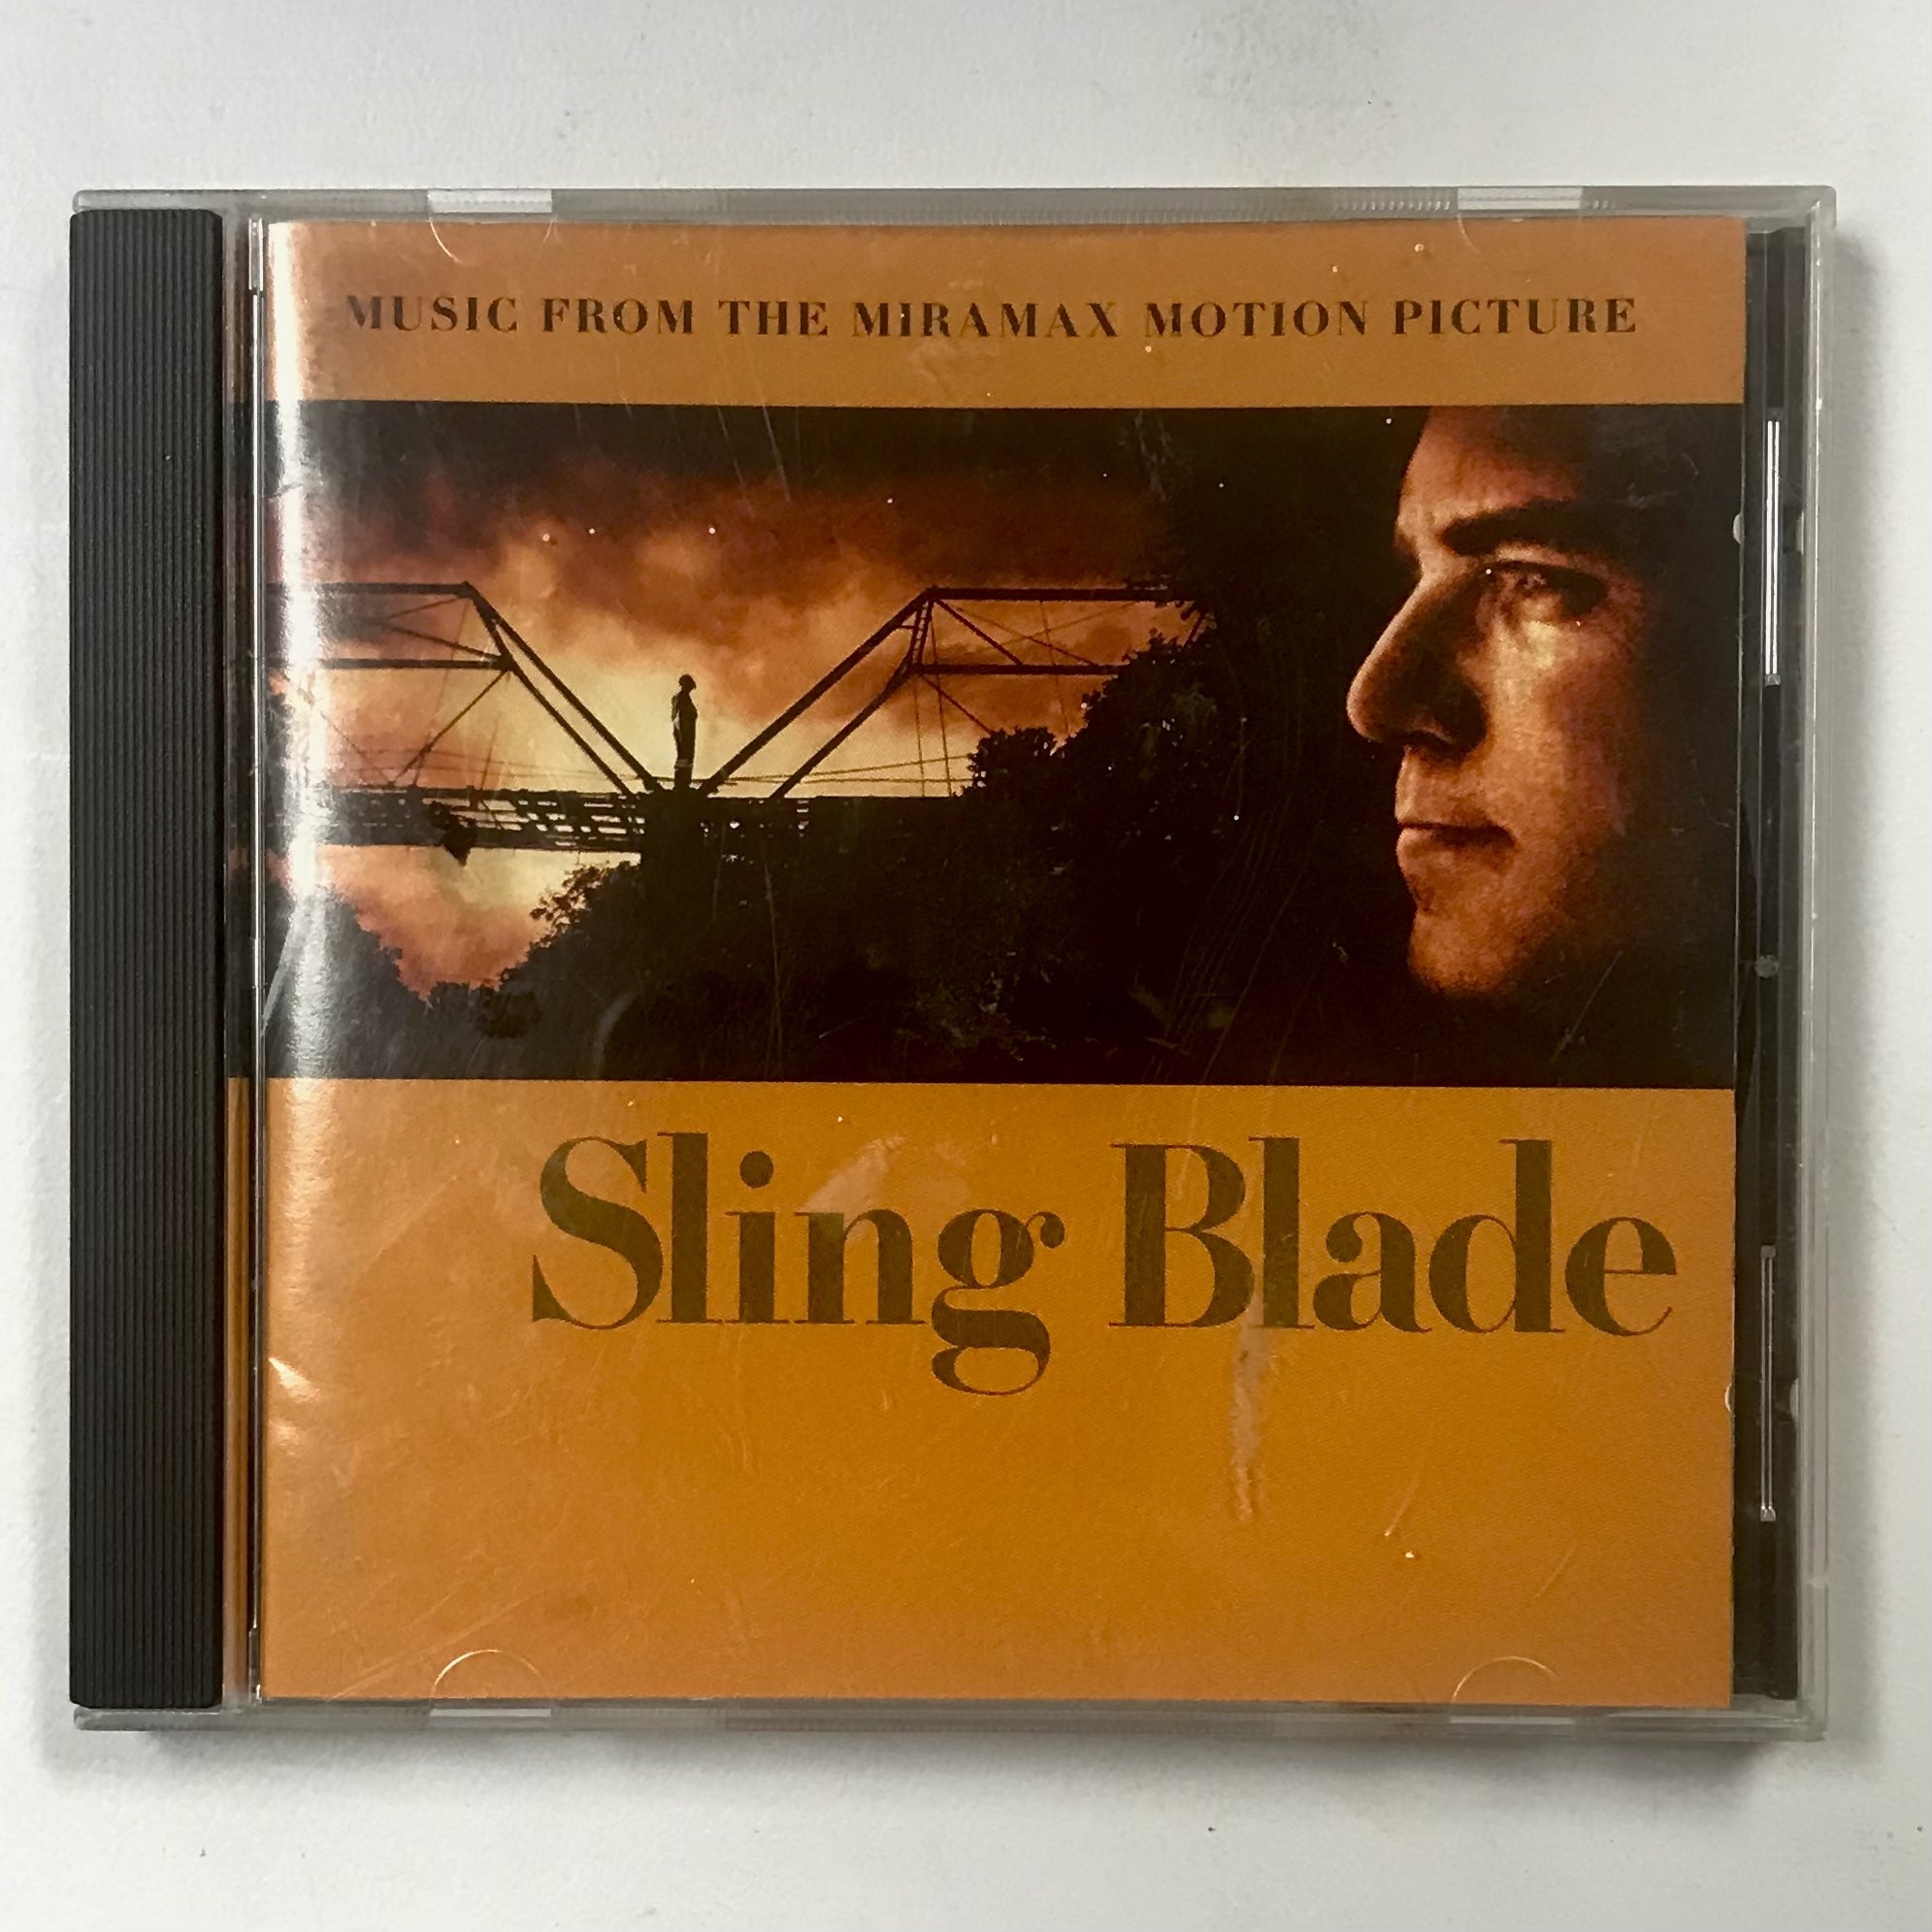 MUSIC FROM THE MIRAMAX MOTION PICTURE
Sling Blade